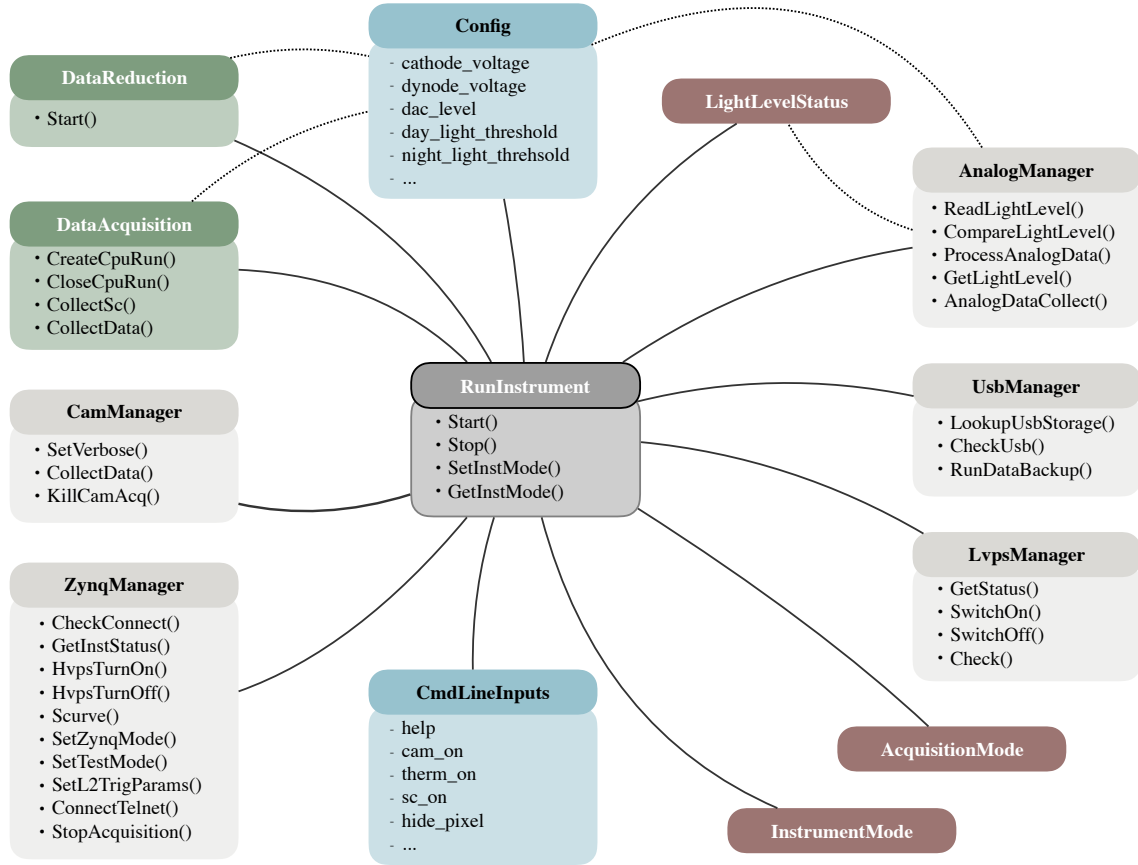 Config
- cathode_voltage
- dynode_voltage
- dac_level
- day_light_threshold
- night_light_threhsold
- ...
DataReduction
• Start()
LightLevelStatus
AnalogManager
• ReadLightLevel()
• CompareLightLevel()
• ProcessAnalogData()
• GetLightLevel()
• AnalogDataCollect()
DataAcquisition
• CreateCpuRun()
• CloseCpuRun()
• CollectSc()
• CollectData()
RunInstrument
• Start()
• Stop()
• SetInstMode()
• GetInstMode()
UsbManager
• LookupUsbStorage()
• CheckUsb()
• RunDataBackup()
CamManager
• SetVerbose()
• CollectData()
• KillCamAcq()
LvpsManager
• GetStatus()
• SwitchOn()
• SwitchOff()
• Check()
ZynqManager
• CheckConnect()
• GetInstStatus()
• HvpsTurnOn()
• HvpsTurnOff()
• Scurve()
• SetZynqMode()
• SetTestMode()
• SetL2TrigParams()
• ConnectTelnet()
• StopAcquisition()
CmdLineInputs
- help
- cam_on
- therm_on
- sc_on
- hide_pixel
- ...
AcquisitionMode
InstrumentMode